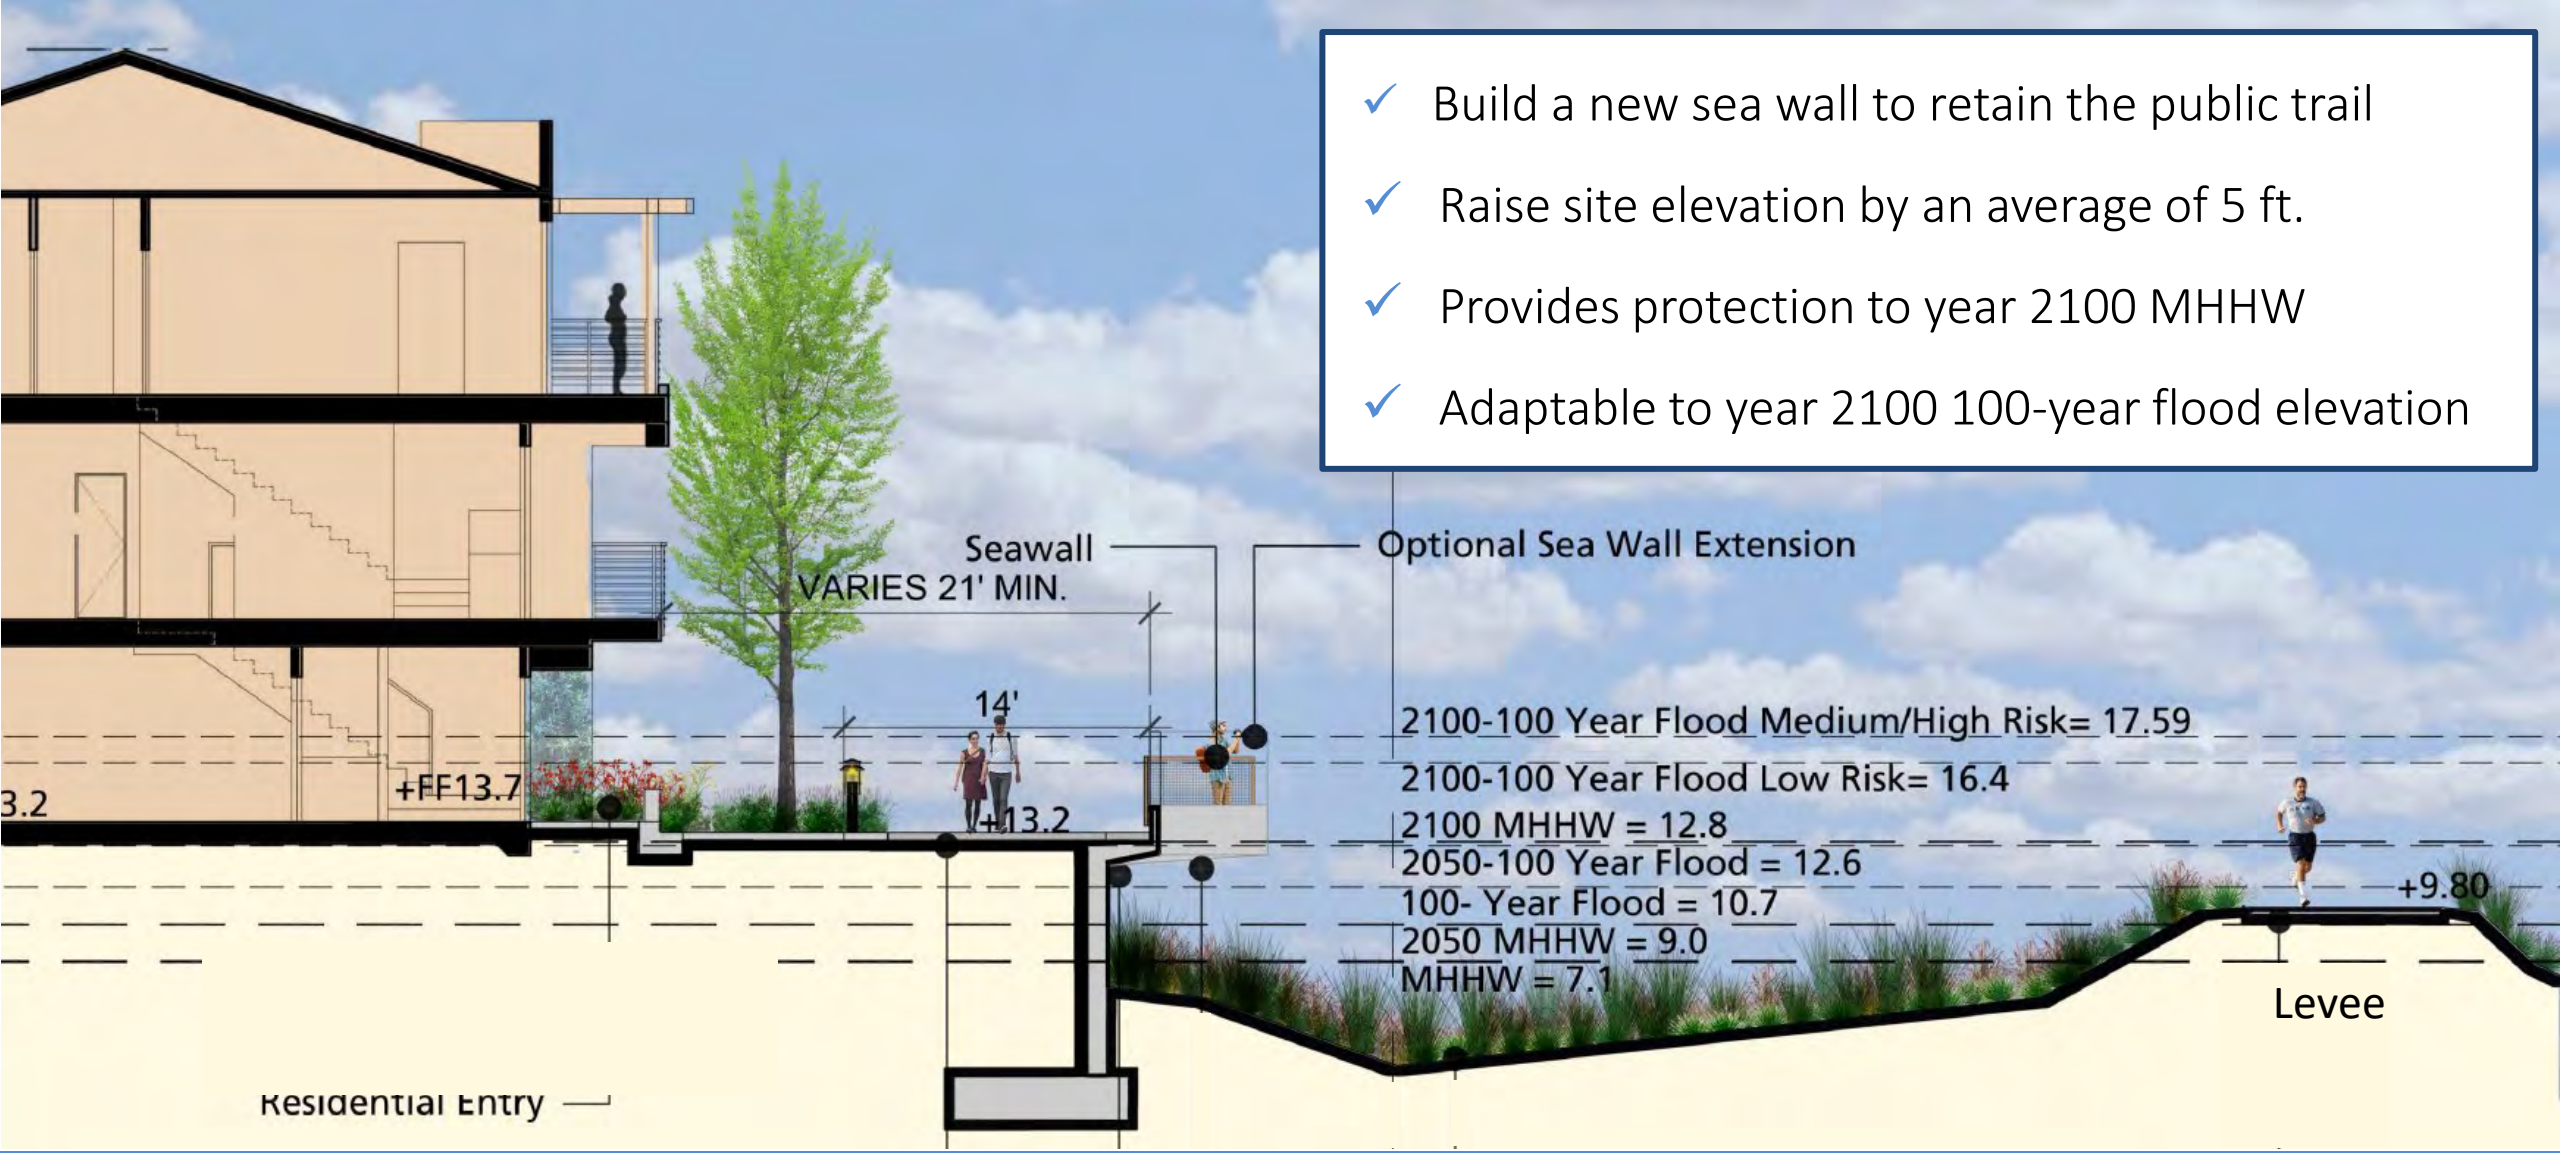 Build a new sea wall to retain the public trail
Raise site elevation by an average of 5 ft.
Provides protection to year 2100 MHHW
Adaptable to year 2100 100-year flood elevation
Seawall
Optional Sea Wall Extension
VARIES 21' MIN.
14'
2100-100 Year Flood Medium/High Risk= 17.59
2100-100 Year Flood Low Risk= 16.4
+FF13.7
3.2
+13.2
2100 MHHW = 12.8
2050-100 Year Flood = 12.6
+9.80
100- Year Flood = 10.7
2050 MHHW = 9.0
MHHW = 7.1
Levee
Residential Entry